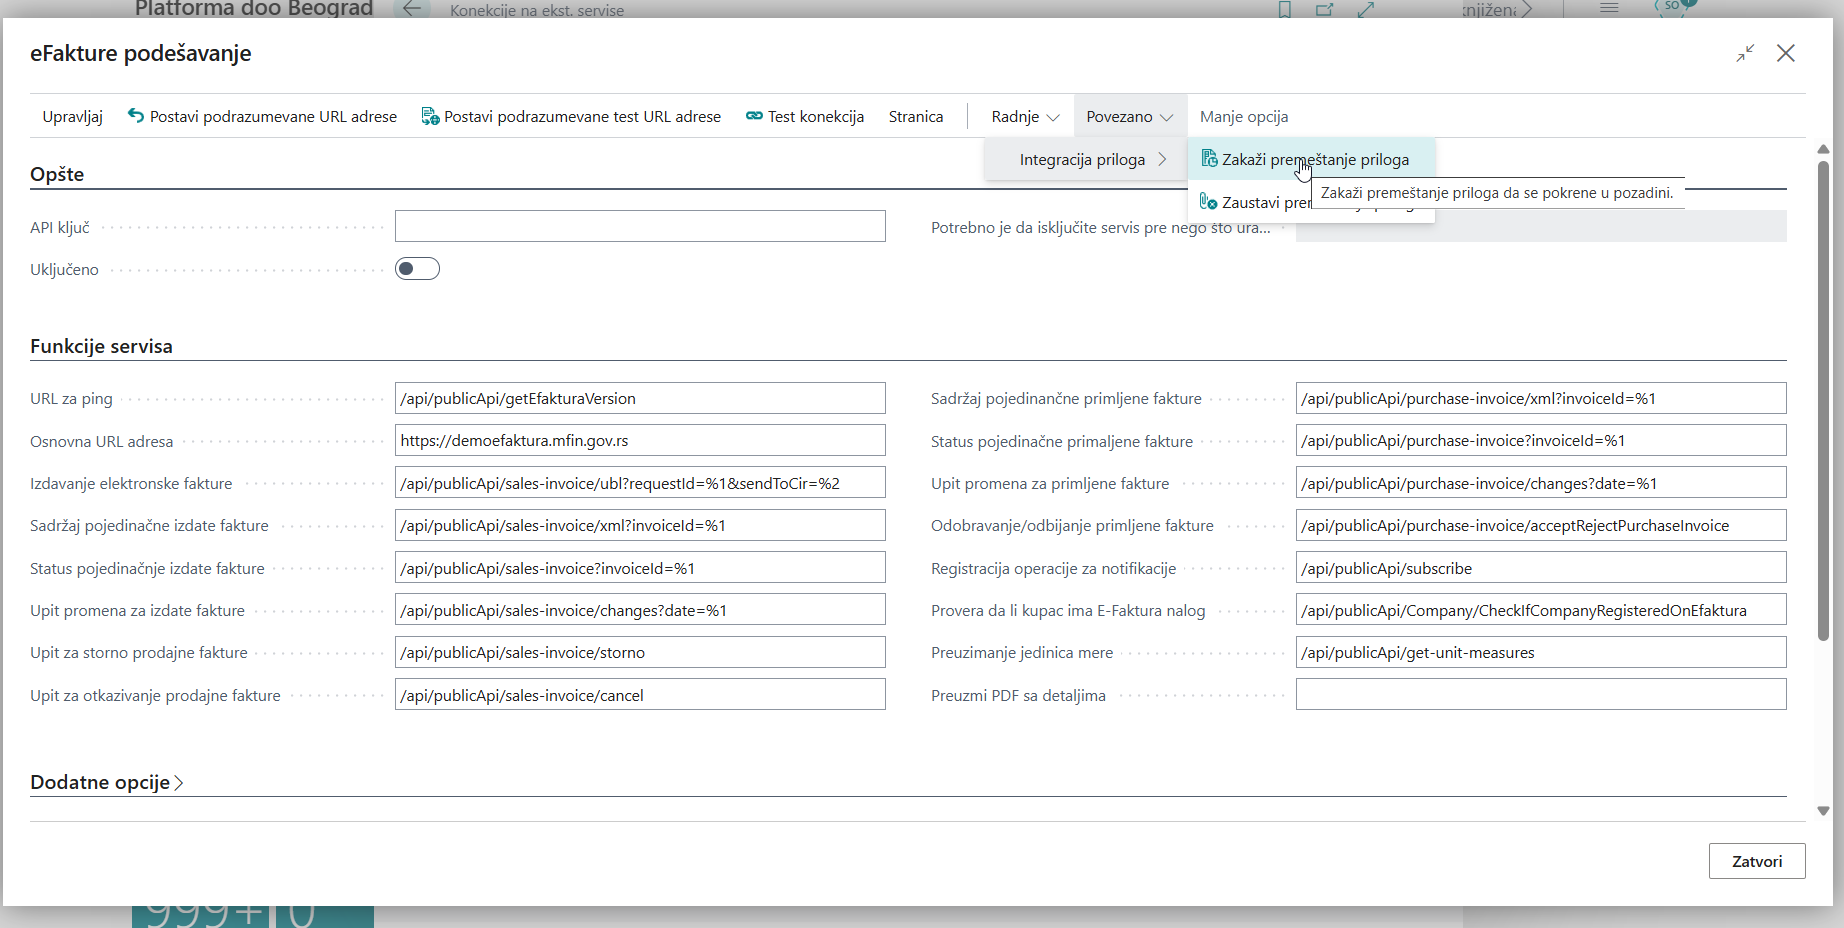 Platforma doo Beograd
Konekcije na ekst. servise
knjižena
SO
eFakture podešavanje
Upravljaj
Postavi podrazumevane URL adrese
Postavi podrazumevane test URL adrese
Test konekcija
Stranica
Radnje
Povezano
Manje opcija
Integracija priloga
Zakaži premeštanje priloga
Zakaži premeštanje priloga da se pokrene u pozadini.
Zaustavi
Opšte
API ključ
Potrebno je da isključite servis pre nego što ura...
Uključeno
Funkcije servisa
URL za ping
/api/publicApi/getEfakturaVersion
Osnovna URL adresa
https://demoefaktura.mfin.gov.rs
Izdavanje elektronske fakture
/api/publicApi/sales-invoice/ubl?requestId=%1&sendToCir=%2
Sadržaj pojedinačne izdate fakture
/api/publicApi/sales-invoice/xml?invoiceId=%1
Status pojedinačnje izdate fakture
/api/publicApi/sales-invoice?invoiceId=%1
Upit promena za izdate fakture
/api/publicApi/sales-invoice/changes?date=%1
Upit za storno prodajne fakture
/api/publicApi/sales-invoice/storno
Upit za otkazivanje prodajne fakture
/api/publicApi/sales-invoice/cancel
Sadržaj pojedinančne primljene fakture
/api/publicApi/purchase-invoice/xml?invoiceId=%1
Status pojedinačne primaljene fakture
/api/publicApi/purchase-invoice?invoiceId=%1
Upit promena za primljene fakture
/api/publicApi/purchase-invoice/changes?date=%1
Odobravanje/odbijanje primljene fakture
/api/publicApi/purchase-invoice/acceptRejectPurchaseInvoice
Registracija operacije za notifikacije
/api/publicApi/subscribe
Provera da li kupac ima E-Faktura nalog
/api/publicApi/Company/CheckIfCompanyRegisteredOnEfaktura
Preuzimanje jedinica mere
/api/publicApi/get-unit-measures
Preuzmi PDF sa detaljima
Dodatne opcije
Zatvori
999+ 0